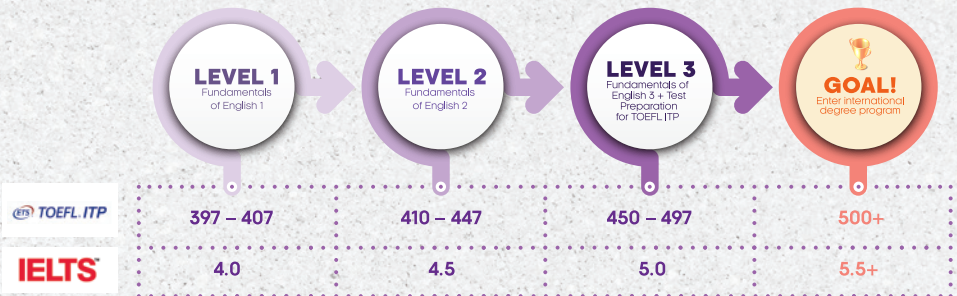 LEVEL 1
Fundamentals
of English 1
LEVEL 2
Fundamentals
of English 2
LEVEL 3
Fundamentals of
English 3 + Test
Preparation
for TOEFL ITP
GOAL!
Enter international
degree program
ETS TOEFL ITP
397 – 407
410 – 447
450 – 497
500+
IELTS
4.0
4.5
5.0
5.5+